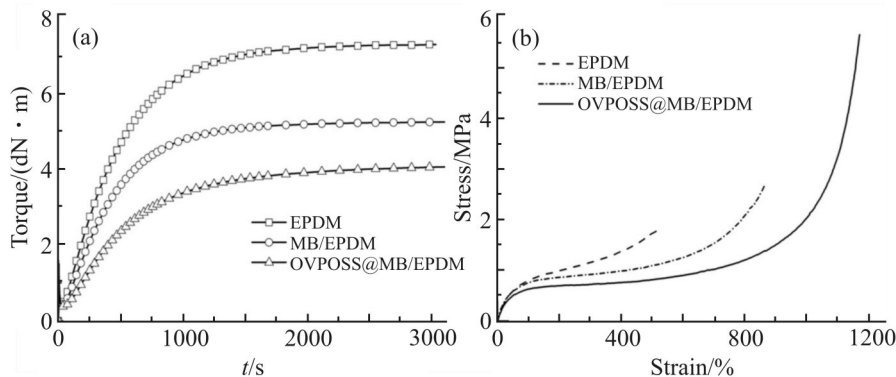 (a)
Torque/(dN · m)
8
6
4
2
0
EPDM
MB/EPDM
OVPOSS@MB/EPDM
0 1000 2000 3000
t/s
(b)
Stress/MPa
6
4
2
0
EPDM
MB/EPDM
OVPOSS@MB/EPDM
0 400 800 1200
Strain/%